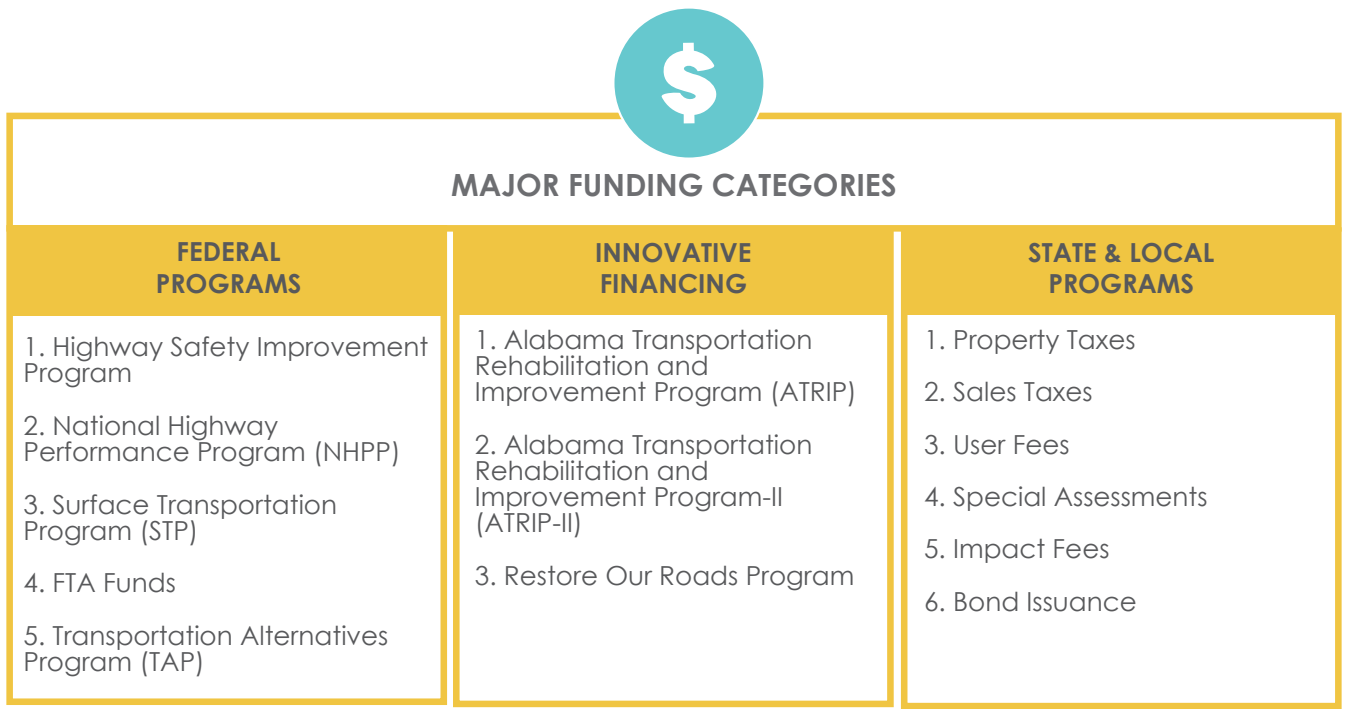 $
MAJOR FUNDING CATEGORIES
FEDERAL
PROGRAMS
1. Highway Safety Improvement
Program
2. National Highway
Performance Program (NHPP)
3. Surface Transportation
Program (STP)
4. FTA Funds
5. Transportation Alternatives
Program (TAP)
INNOVATIVE
FINANCING
1. Alabama Transportation
Rehabilitation and
Improvement Program (ATRIP)
2. Alabama Transportation
Rehabilitation and
Improvement Program-II
(ATRIP-II)
3. Restore Our Roads Program
STATE & LOCAL
PROGRAMS
1. Property Taxes
2. Sales Taxes
3. User Fees
4. Special Assessments
5. Impact Fees
6. Bond Issuance